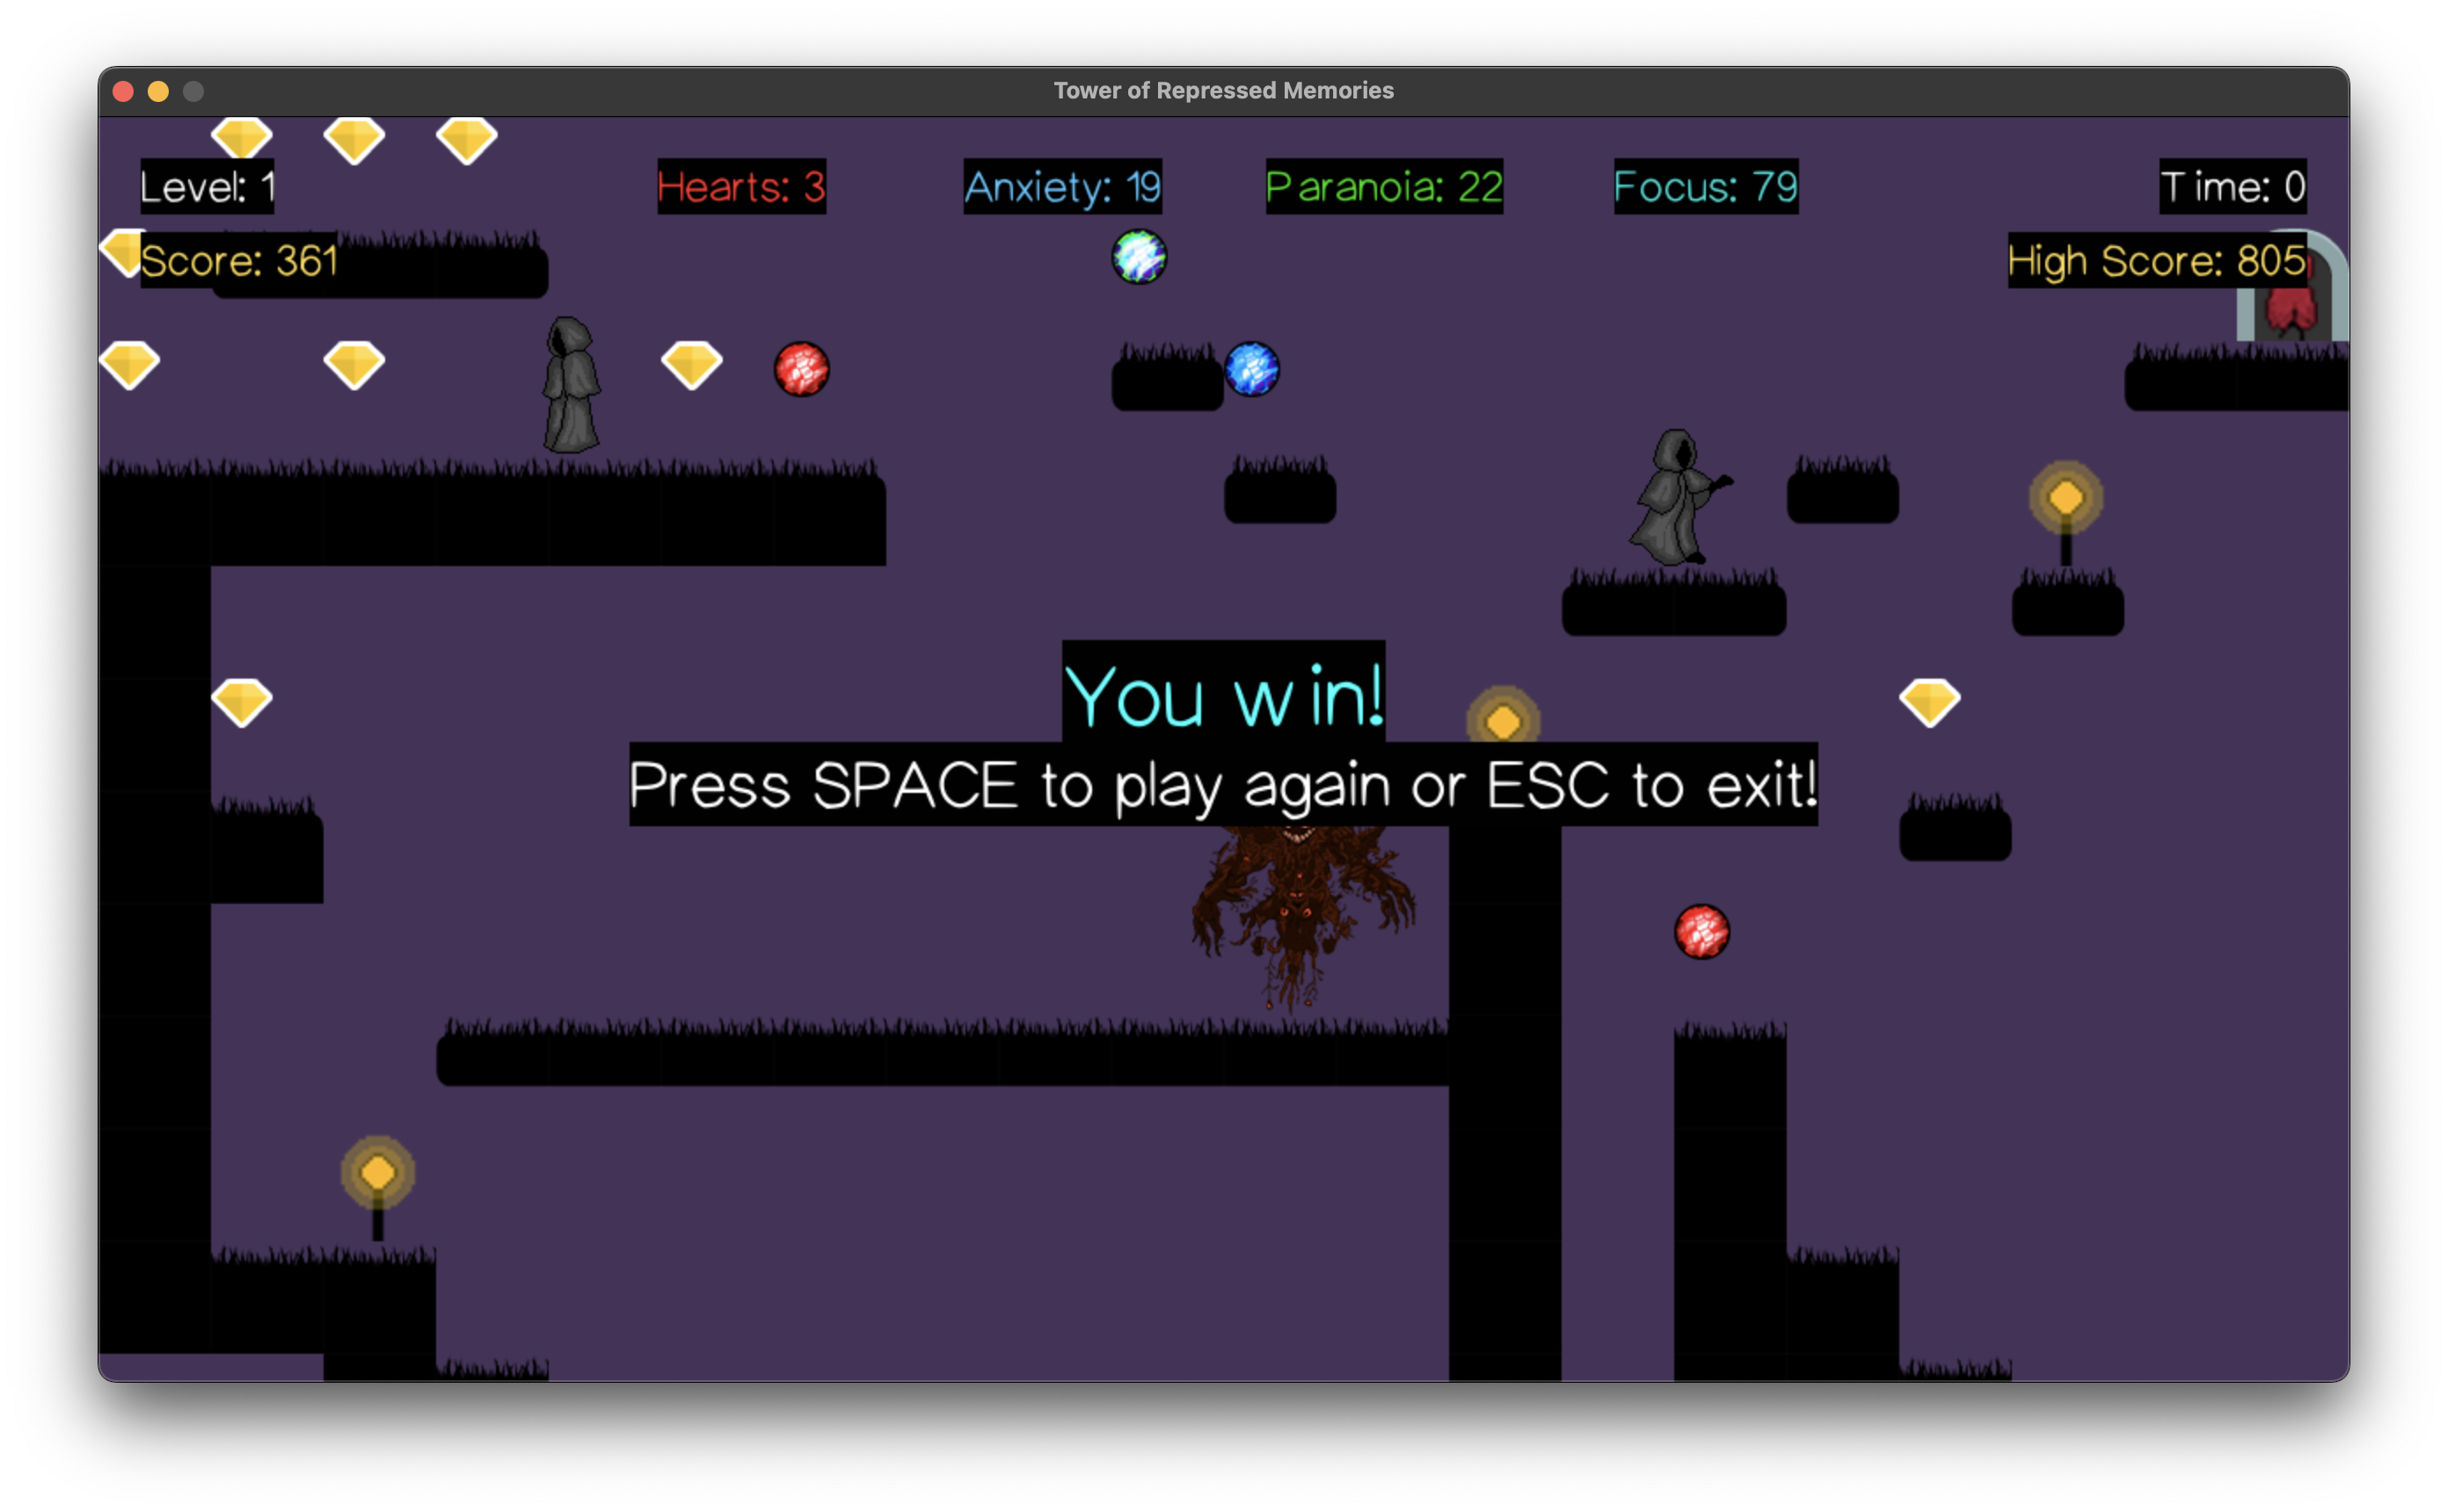 Tower of Repressed Memories
Level: 1
Hearts: 3
Anxiety: 19
Paranoia: 22
Focus: 79
Time: 0
Score: 361
High Score: 805
You win!
Press SPACE to play again or ESC to exit!